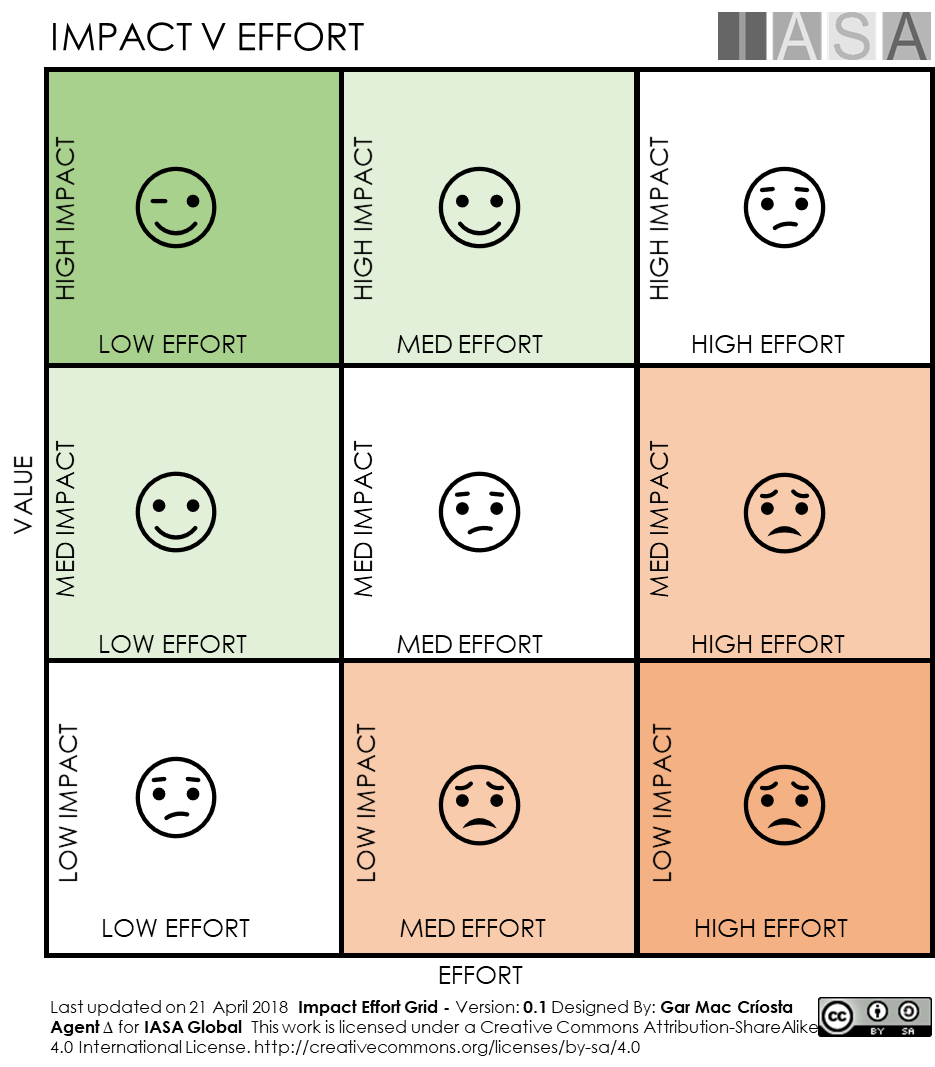 IMPACT V EFFORT
IASA
HIGH IMPACT
LOW EFFORT
HIGH IMPACT
MED EFFORT
HIGH IMPACT
HIGH EFFORT
VALUE
MED IMPACT
LOW EFFORT
MED IMPACT
MED EFFORT
MED IMPACT
HIGH EFFORT
LOW IMPACT
LOW EFFORT
LOW IMPACT
MED EFFORT
LOW IMPACT
HIGH EFFORT
EFFORT
Last updated on 21 April 2018 Impact Effort Grid - Version: 0.1 Designed By: Gar Mac Críosta
Agent Δ for IASA Global This work is licensed under a Creative Commons Attribution-ShareAlike
4.0 International License. http://creativecommons.org/licenses/by-sa/4.0
cc
BY SA